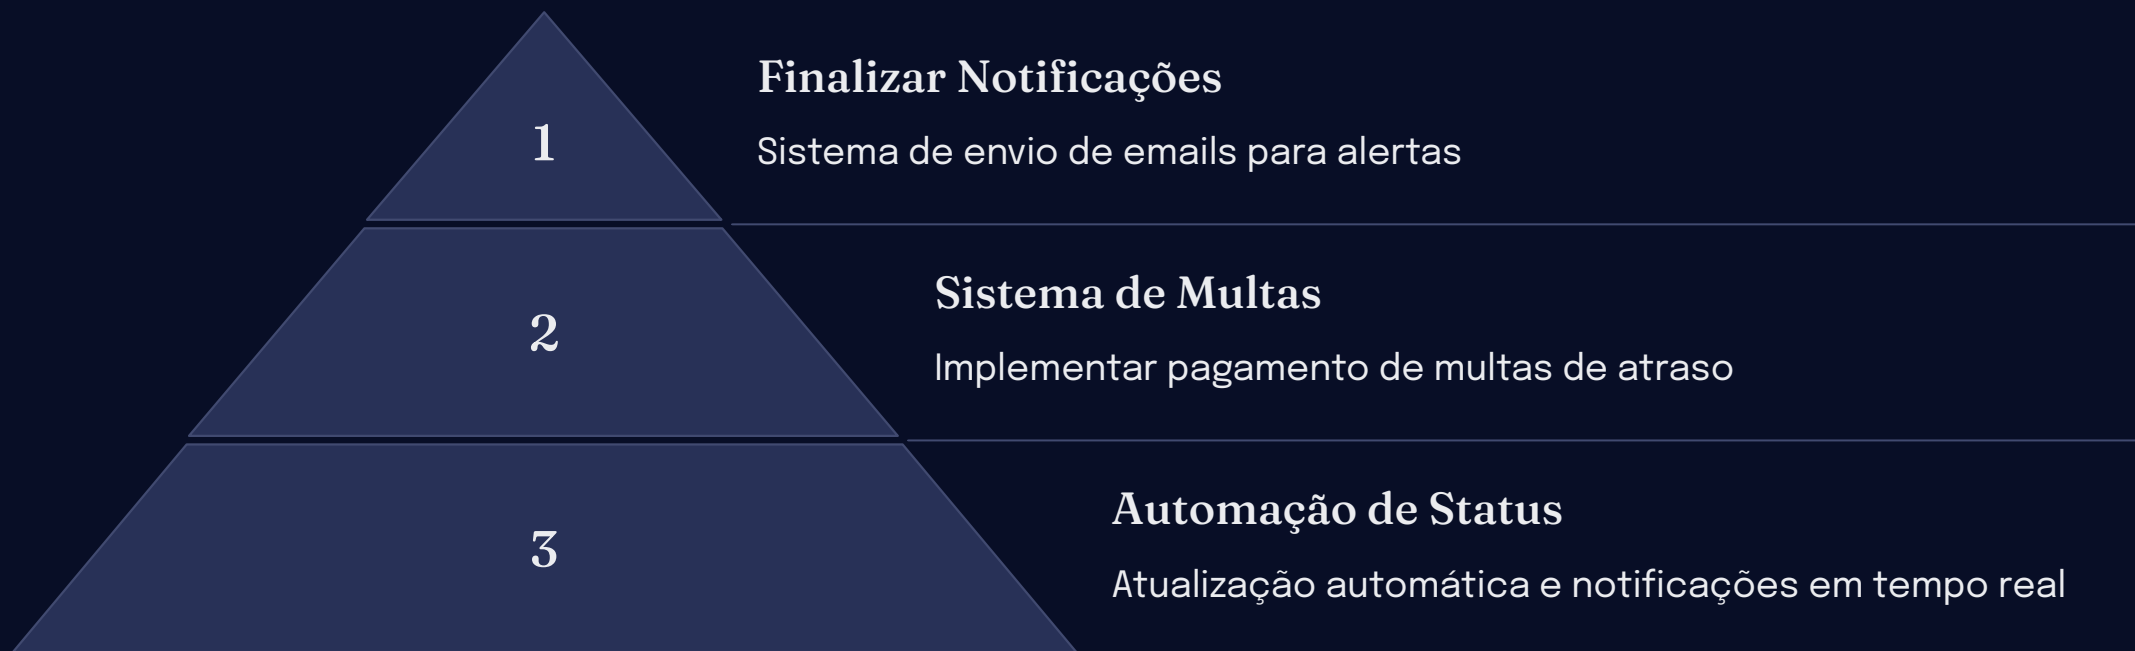 1
Finalizar Notificações
Sistema de envio de emails para alertas
2
Sistema de Multas
Implementar pagamento de multas de atraso
3
Automação de Status
Atualização automática e notificações em tempo real